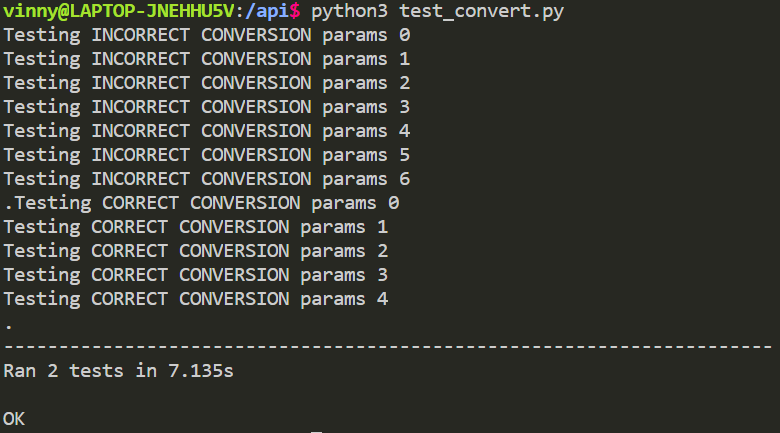 vinny@LAPTOP-JNEHHU5V:/api$ python3 test_convert.py
Testing INCORRECT CONVERSION params 0
Testing INCORRECT CONVERSION params 1
Testing INCORRECT CONVERSION params 2
Testing INCORRECT CONVERSION params 3
Testing INCORRECT CONVERSION params 4
Testing INCORRECT CONVERSION params 5
Testing INCORRECT CONVERSION params 6
.Testing CORRECT CONVERSION params 0
Testing CORRECT CONVERSION params 1
Testing CORRECT CONVERSION params 2
Testing CORRECT CONVERSION params 3
Testing CORRECT CONVERSION params 4
.
----------------------------------------------------------------------
Ran 2 tests in 7.135s
OK